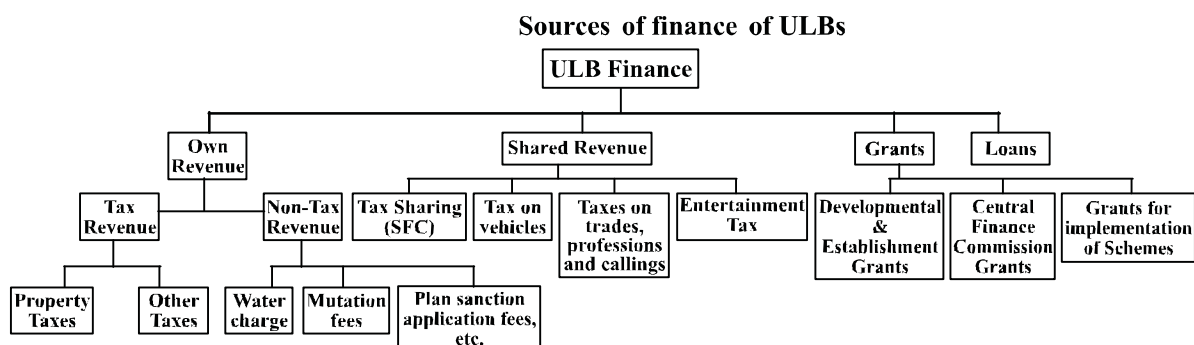 Sources of finance of ULBs
ULB Finance
Own
Revenue
Shared Revenue
Grants
Loans
Tax
Revenue
Non-Tax
Revenue
Tax Sharing
(SFC)
Tax on
vehicles
Taxes on
trades,
professions
and callings
Entertainment
Tax
Developmental
&
Establishment
Grants
Central
Finance
Commission
Grants
Grants for
implementation
of Schemes
Property
Taxes
Other
Taxes
Water
charge
Mutation
fees
Plan sanction
application fees,
etc.